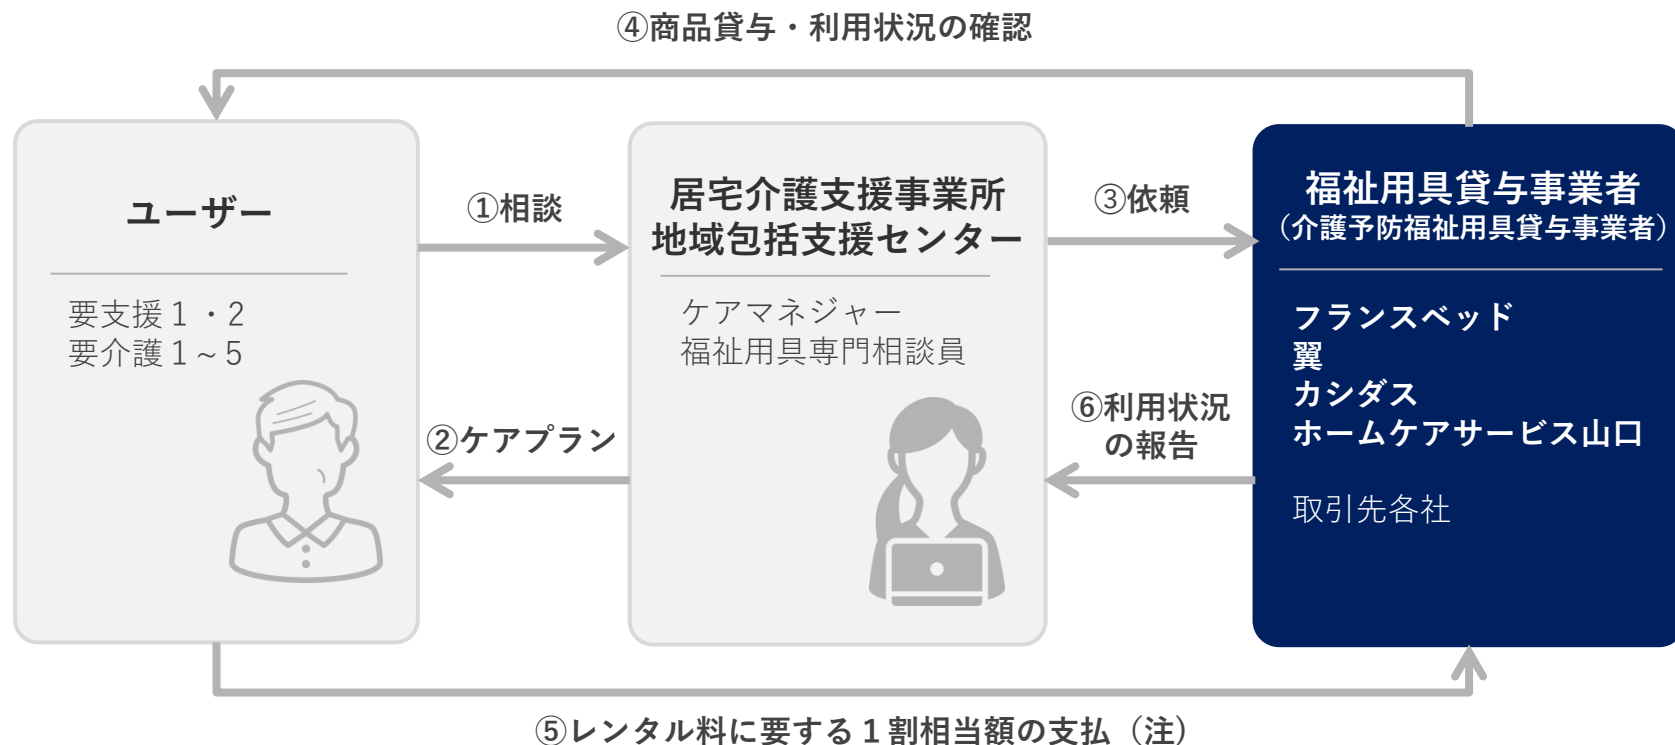 ④商品貸与・利用状況の確認
ユーザー
要支援１・2
要介護１~５
①相談
②ケアプラン
居宅介護支援事業所
地域包括支援センター
ケアマネジャー
福祉用具専門相談員
③依頼
⑥利用状況
の報告
福祉用具貸与事業者
（介護予防福祉用具貸与事業者）
フランスベッド
翼
カシダス
ホームケアサービス山口
取引先各社
⑤レンタル料に要する１割相当額の支払（注）